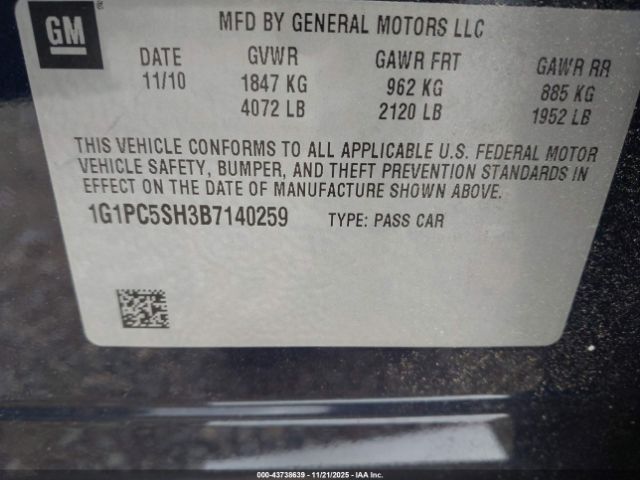 GM
MFD BY GENERAL MOTORS LLC
DATE GVWR GAWR FRT GAWR RR
11/10 1847 KG 962 KG 885 KG
4072 LB 2120 LB 1952 LB
THIS VEHICLE CONFORMS TO ALL APPLICABLE U.S. FEDERAL MOTOR
VEHICLE SAFETY, BUMPER, AND THEFT PREVENTION STANDARDS IN
EFFECT ON THE DATE OF MANUFACTURE SHOWN ABOVE.
1G1PC5SH3B7140259 TYPE: PASS CAR
000-43738639 | 11/21/2025 | IAA Inc.